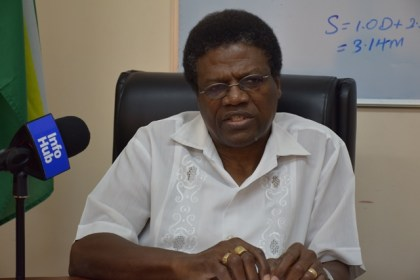 S=1.0D+2.
= 3.14M
Info
Hub